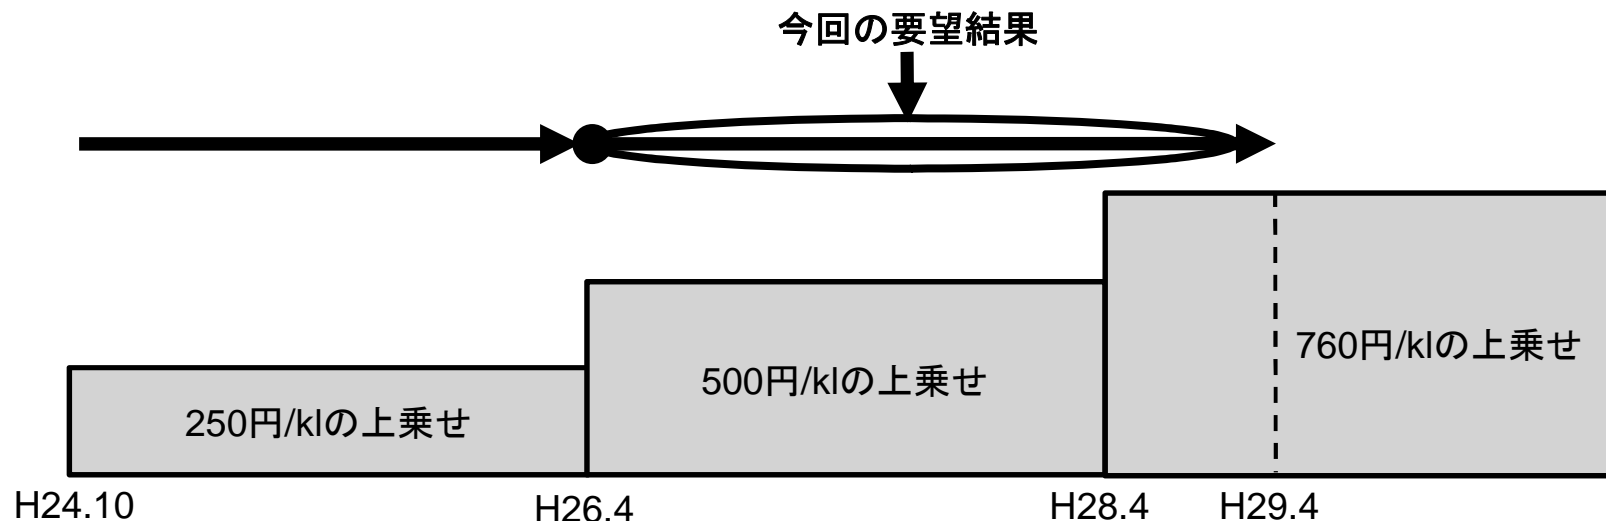 今回の要望結果
760円/klの上乗せ
500円/klの上乗せ
250円/klの上乗せ
H24.10
H26.4
H28.4
H29.4